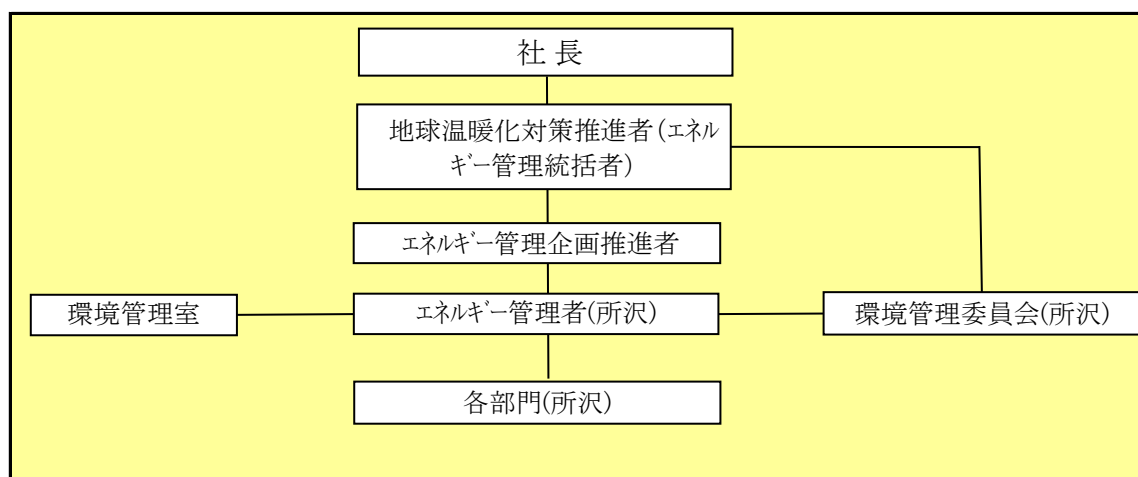 社 長
地球温暖化対策推進者(エネル
ギー管理統括者)
エネルギー管理企画推進者
環境管理室
エネルギー管理者(所沢)
環境管理委員会(所沢)
各部門(所沢)